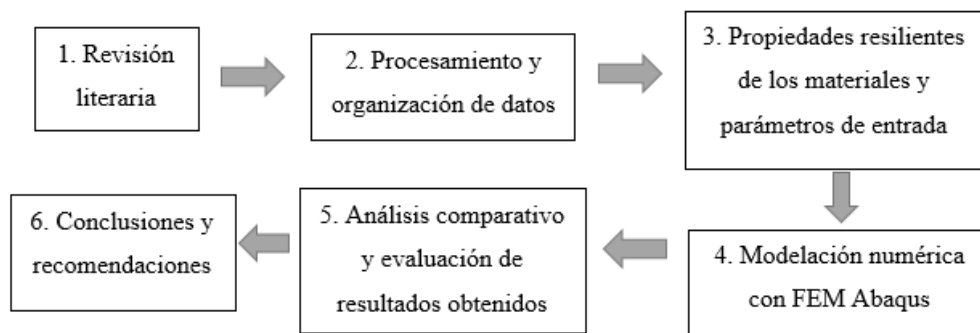 1. Revisión
literaria
2. Procesamiento y
organización de datos
3. Propiedades resilientes
de los materiales y
parámetros de entrada
4. Modelación numérica
con FEM Abaqus
5. Análisis comparativo
y evaluación de
resultados obtenidos
6. Conclusiones y
recomendaciones